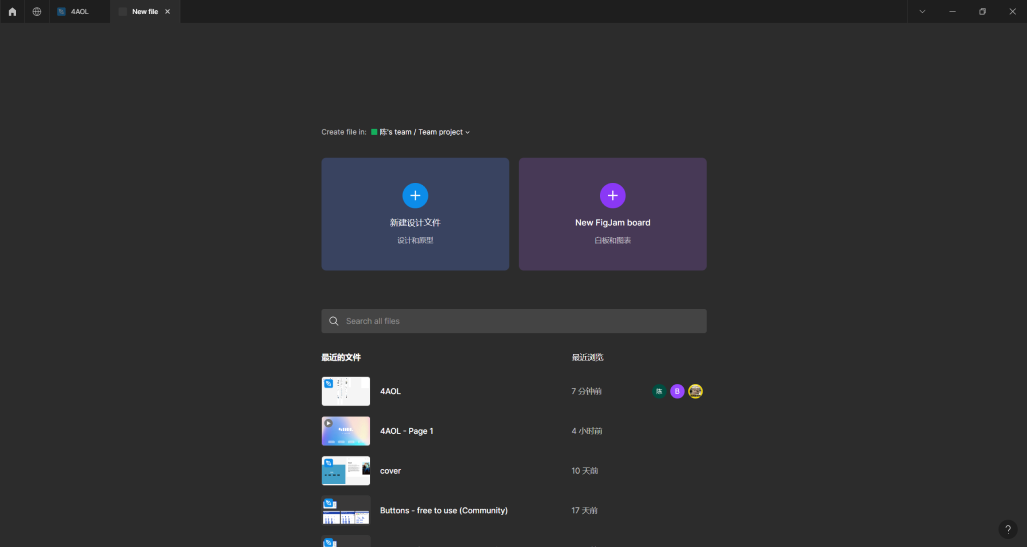 4AOL
New file
Create file in: 陈's team / Team project
新建设计文件
设计和原型
New FigJam board
白板和图表
Search all files
最近的文件 最近浏览
4AOL 7 分钟前 陈 B
4AOL - Page 1 4 小时前
cover 10 天前
Buttons - free to use (Community) 17 天前
?